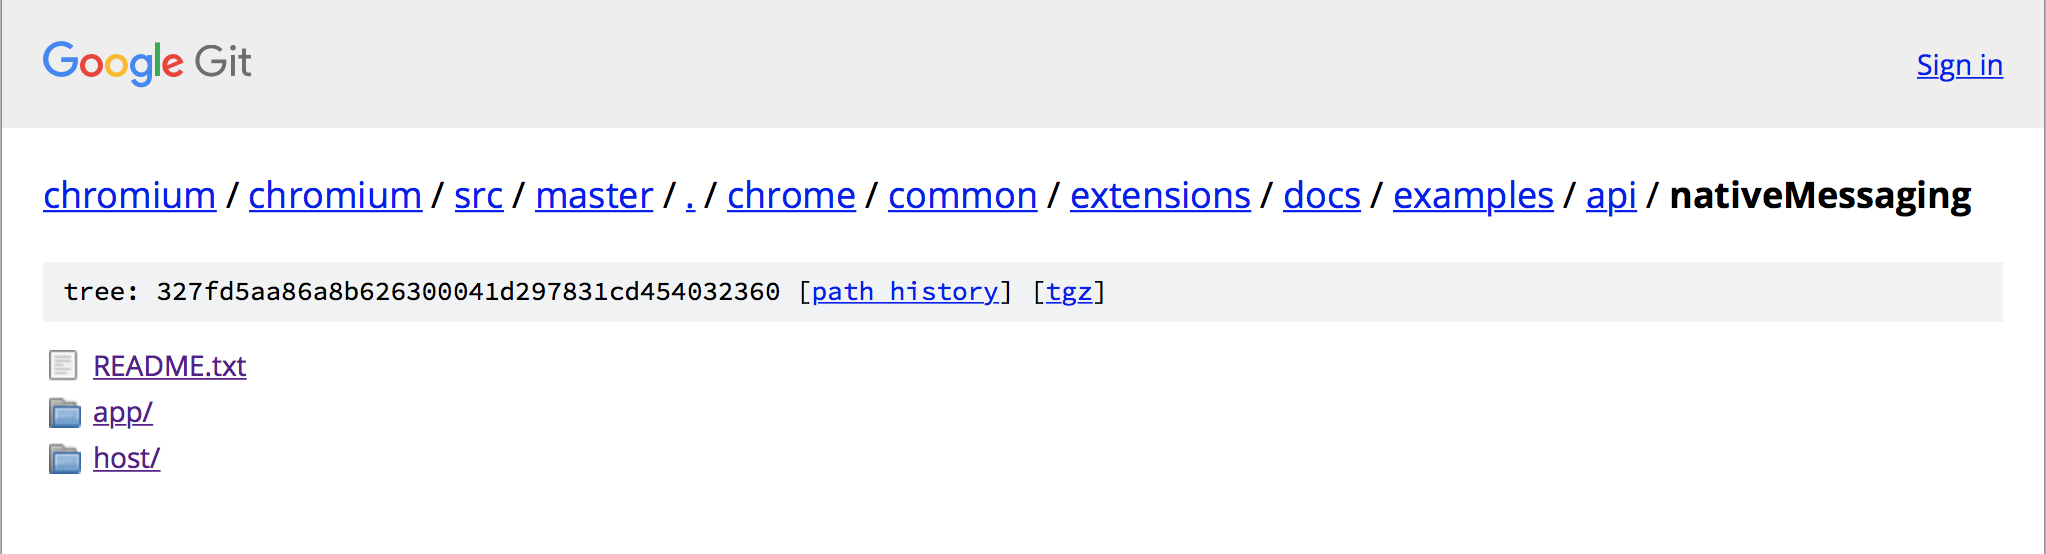 Google Git
Sign in
chromium / chromium / src / master / . / chrome / common / extensions / docs / examples / api / nativeMessaging
tree: 327fd5aa86a8b626300041d297831cd454032360 [path history] [tgz]
README.txt
app/
host/